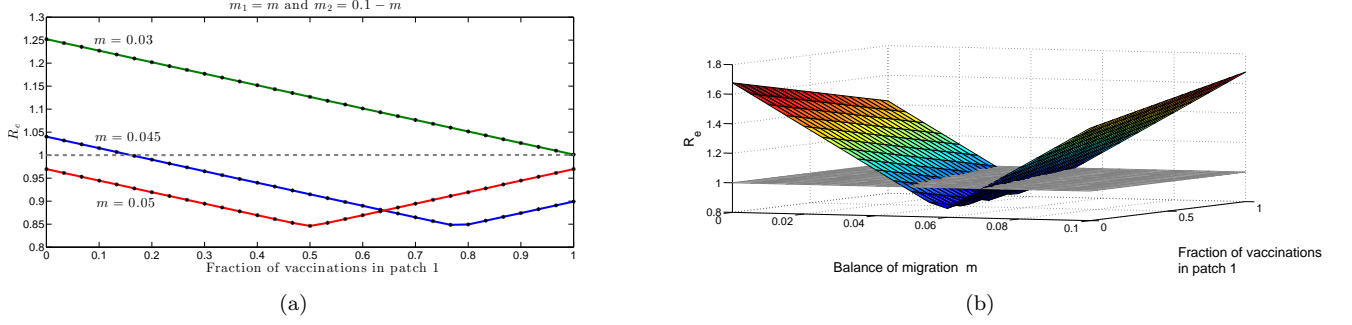 m₁ = m and m₂ = 0.1 − m
1.3
1.25
1.2
1.15
1.1
1.05
1
0.95
0.9
0.85
0.8
Rₑ
m = 0.03
m = 0.045
m = 0.05
0 0.1 0.2 0.3 0.4 0.5 0.6 0.7 0.8 0.9 1
Fraction of vaccinations in patch 1
(a)
1.8
1.6
1.4
1.2
1
0.8
Rₑ
0 0.02 0.04 0.06 0.08 0.1
0 0.5 1
Balance of migration m
Fraction of vaccinations
in patch 1
(b)